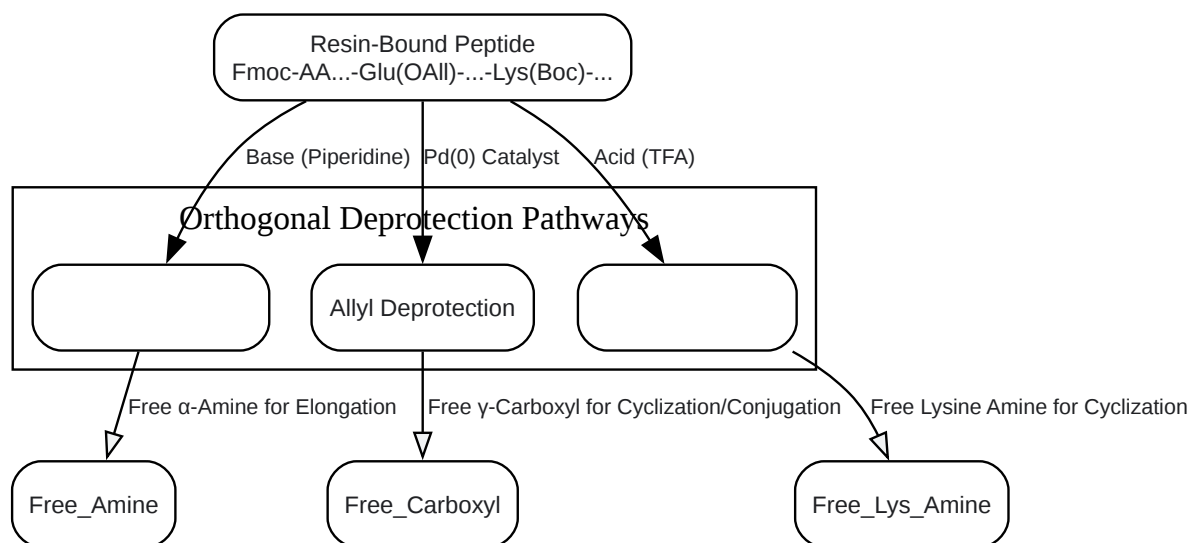 Resin-Bound Peptide
Fmoc-AA...-Glu(OAll)-...-Lys(Boc)-...
Base (Piperidine)
Pd(0) Catalyst
Acid (TFA)
Orthogonal Deprotection Pathways
Allyl Deprotection
Free α-Amine for Elongation
Free γ-Carboxyl for Cyclization/Conjugation
Free Lysine Amine for Cyclization
Free_Amine
Free_Carboxyl
Free_Lys_Amine